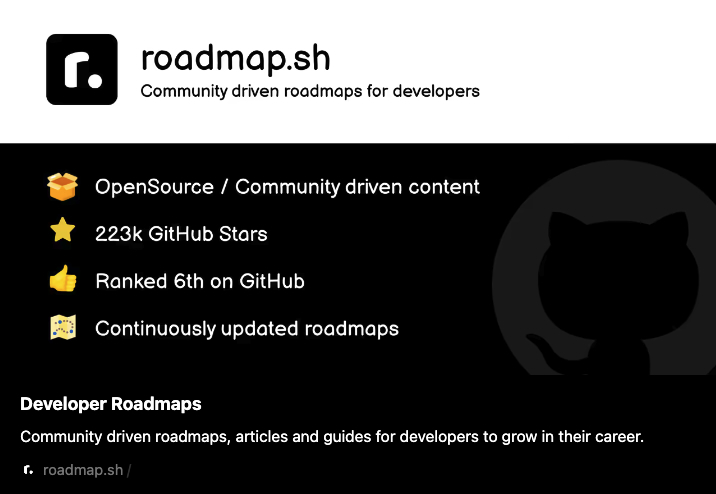 r.
roadmap.sh
Community driven roadmaps for developers
OpenSource / Community driven content
223k GitHub Stars
Ranked 6th on GitHub
Continuously updated roadmaps
Developer Roadmaps
Community driven roadmaps, articles and guides for developers to grow in their career.
r. roadmap.sh /